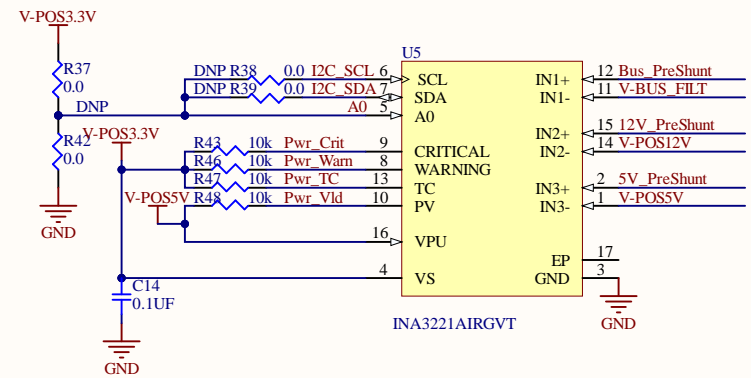 V-POS3.3V
U5
R37
0.0
DNP R38 0.0 I2C_SCL 6 SCL IN1+ 12 Bus_PreShunt
DNP R39 0.0 I2C_SDA 7 SDA IN1- 11 V-BUS_FILT
DNP A0 5 A0
R42 V-POS3.3V IN2+ 15 12V_PreShunt
0.0 R43 10k Pwr_Crit 9 CRITICAL IN2- 14 V-POS12V
R46 10k Pwr_Warn 8 WARNING
R47 10k Pwr_TC 13 TC IN3+ 2 5V_PreShunt
V-POS5V R48 10k Pwr_Vld 10 PV IN3- 1 V-POS5V
GND
16 VPU
EP 17
4 VS GND 3
C14
0.1UF
INA3221AIRGVT GND
GND